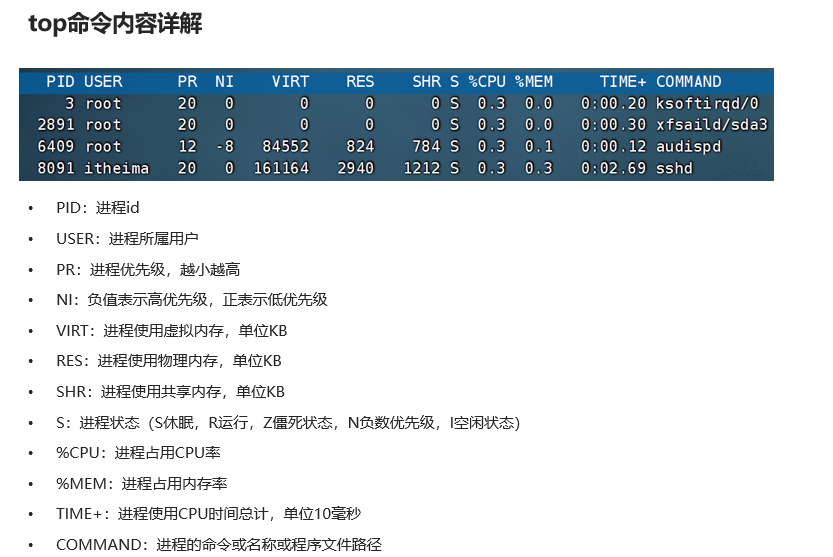 top命令内容详解
PID USER PR NI VIRT RES SHR S %CPU %MEM TIME+ COMMAND
3 root 20 0 0 0 0 S 0.3 0.0 0:00.20 ksoftirqd/0
2891 root 20 0 0 0 0 S 0.3 0.0 0:00.30 xfsaild/sda3
6409 root 12 -8 84552 824 784 S 0.3 0.1 0:00.12 audispd
8091 itheima 20 0 161164 2940 1212 S 0.3 0.3 0:02.69 sshd
• PID：进程id
• USER：进程所属用户
• PR：进程优先级，越小越高
• NI：负值表示高优先级，正表示低优先级
• VIRT：进程使用虚拟内存，单位KB
• RES：进程使用物理内存，单位KB
• SHR：进程使用共享内存，单位KB
• S：进程状态（S休眠，R运行，Z僵死状态，N负数优先级，I空闲状态）
• %CPU：进程占用CPU率
• %MEM：进程占用内存率
• TIME+：进程使用CPU时间总计，单位10毫秒
• COMMAND：进程的命令或名称或程序文件路径